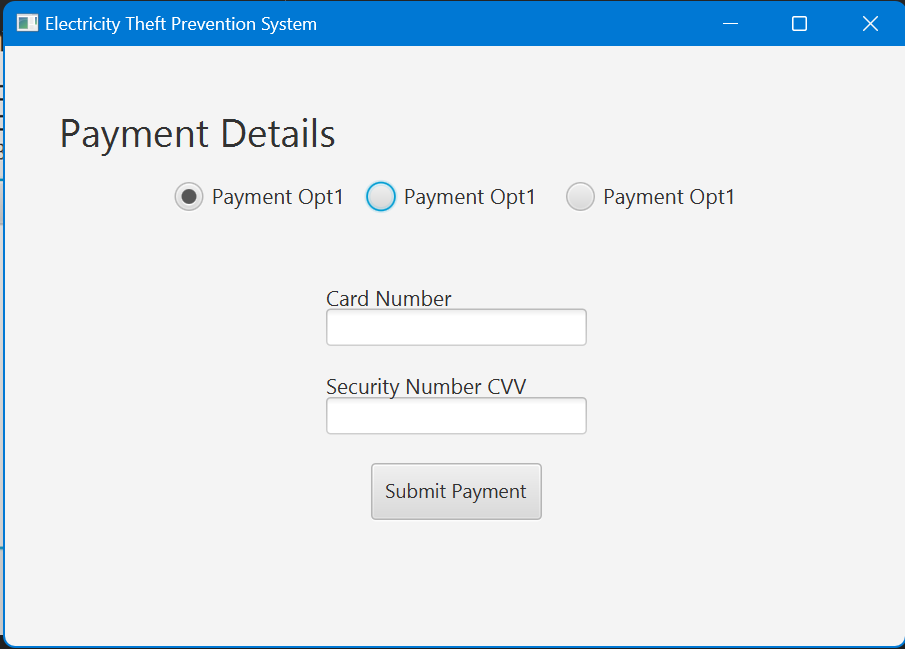 Electricity Theft Prevention System
Payment Details
Payment Opt1 Payment Opt1 Payment Opt1
Card Number
Security Number CVV
Submit Payment